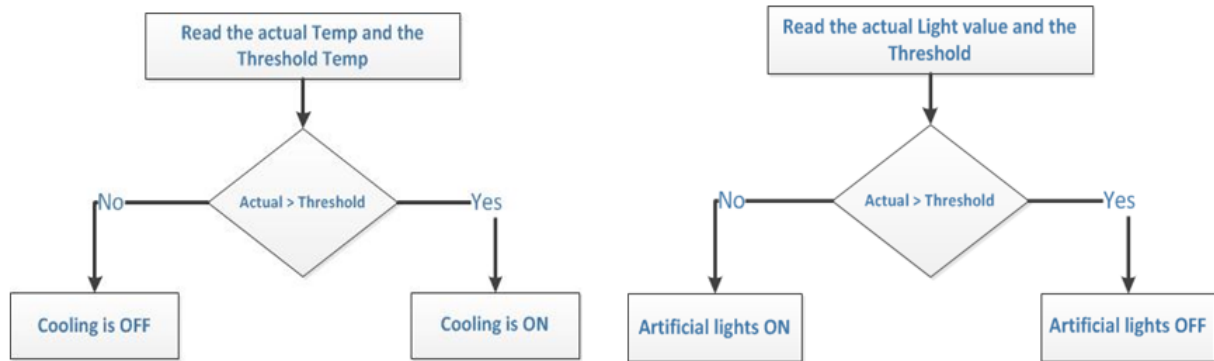 Read the actual Temp and the
Threshold Temp
Actual > Threshold
No
Yes
Cooling is OFF
Cooling is ON
Read the actual Light value and the
Threshold
Actual > Threshold
No
Yes
Artificial lights ON
Artificial lights OFF